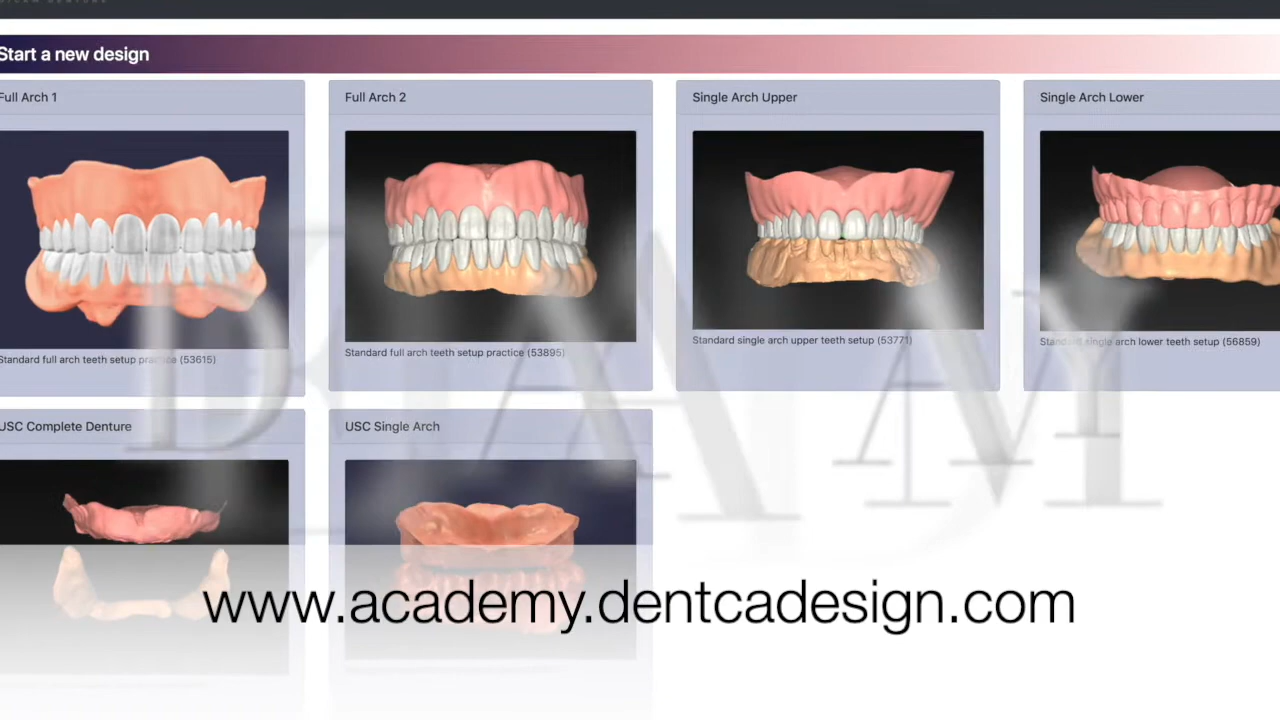 Start a new design
Full Arch 1
Full Arch 2
Single Arch Upper
Single Arch Lower
Standard full arch teeth setup practice (53615)
Standard full arch teeth setup practice (53895)
Standard single arch upper teeth setup (53771)
Standard single arch lower teeth setup (56859)
USC Complete Denture
USC Single Arch
www.academy.dentcadesign.com